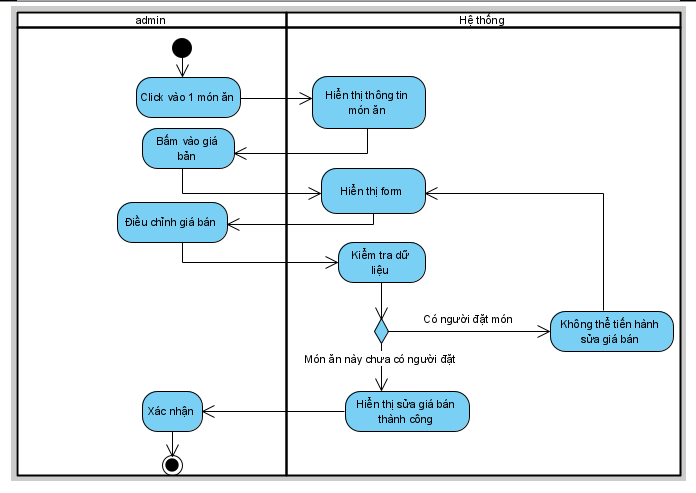 admin
Hệ thống
Click vào 1 món ăn
Hiển thị thông tin
món ăn
Bấm vào giá
bản
Hiển thị form
Điều chỉnh giá bán
Kiểm tra dữ
liệu
Có người đặt món
Không thể tiến hành
sửa giá bán
Món ăn này chưa có người đặt
Xác nhận
Hiển thị sửa giá bán
thành công